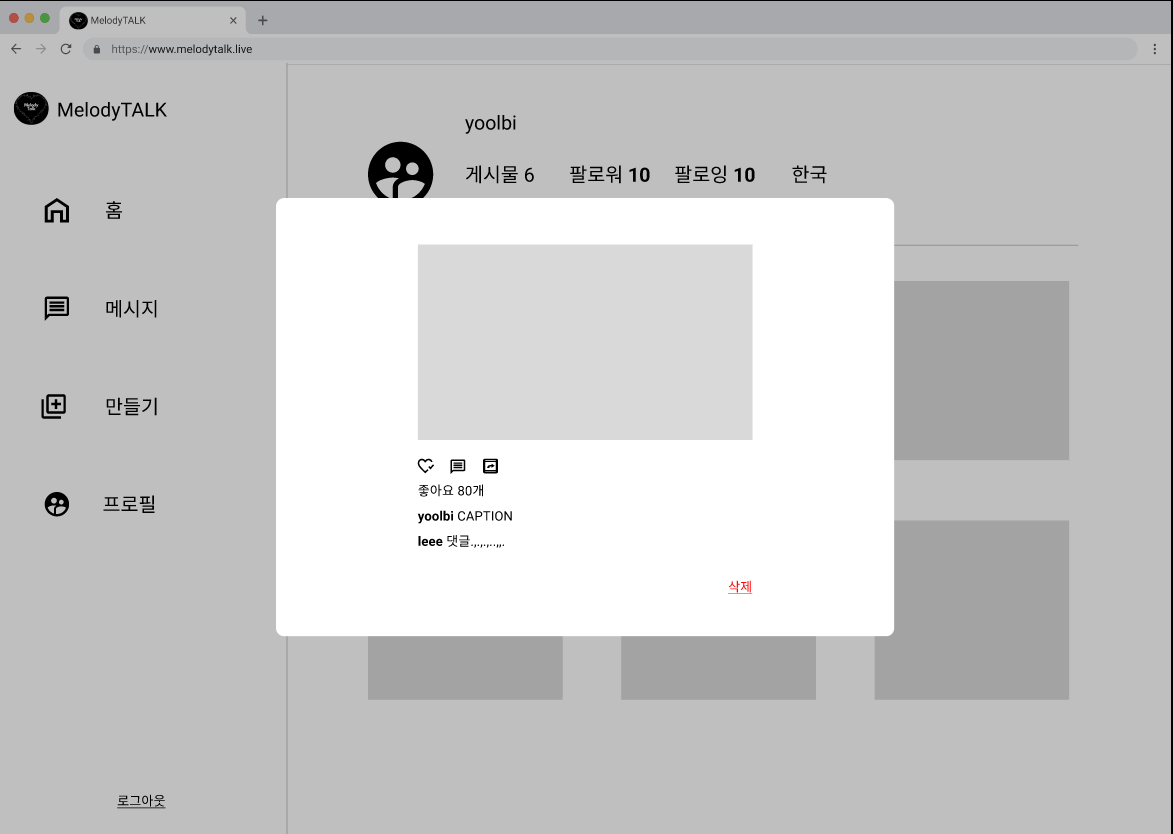 MelodyTALK
https://www.melodytalk.live
Melody
Talk
MelodyTALK
홈
메시지
만들기
프로필
로그아웃
yoolbi
게시물 6 팔로워 10 팔로잉 10 한국
좋아요 80개
yoolbi CAPTION
leee 댓글.,.,.,..,,.
삭제